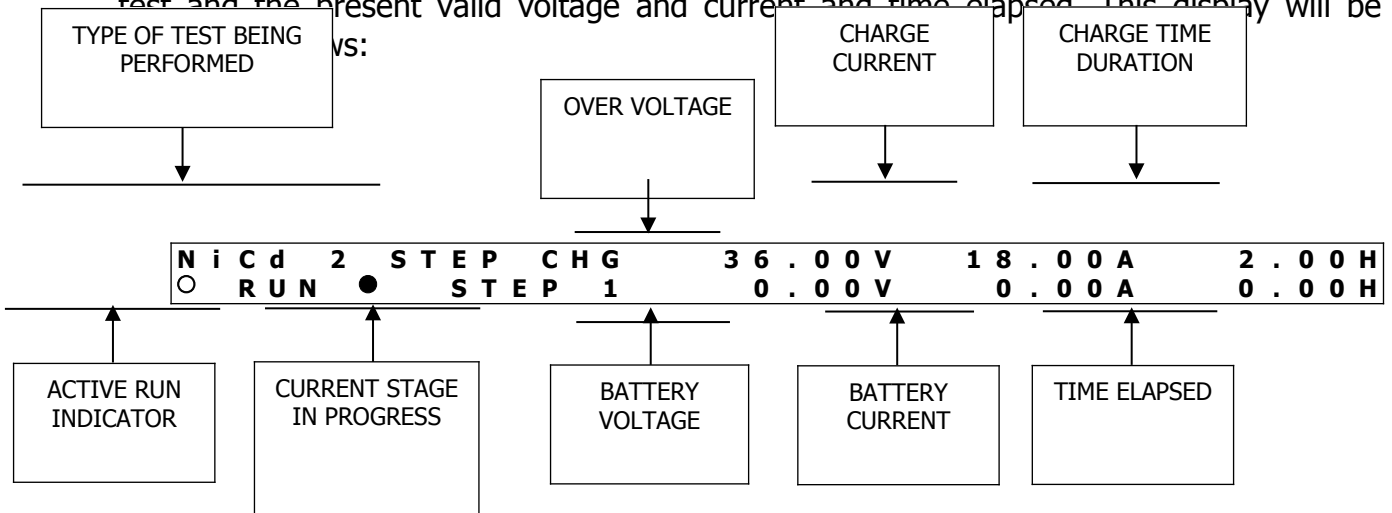 test and the present valid voltage and current and time elapsed. This display will be
ws:
TYPE OF TEST BEING
PERFORMED
CHARGE
CURRENT
CHARGE TIME
DURATION
OVER VOLTAGE
NiCd 2 STEP CHG 36.00V 18.00A 2.00H
○ RUN ● STEP 1 0.00V 0.00A 0.00H
ACTIVE RUN
INDICATOR
CURRENT STAGE
IN PROGRESS
BATTERY
VOLTAGE
BATTERY
CURRENT
TIME ELAPSED